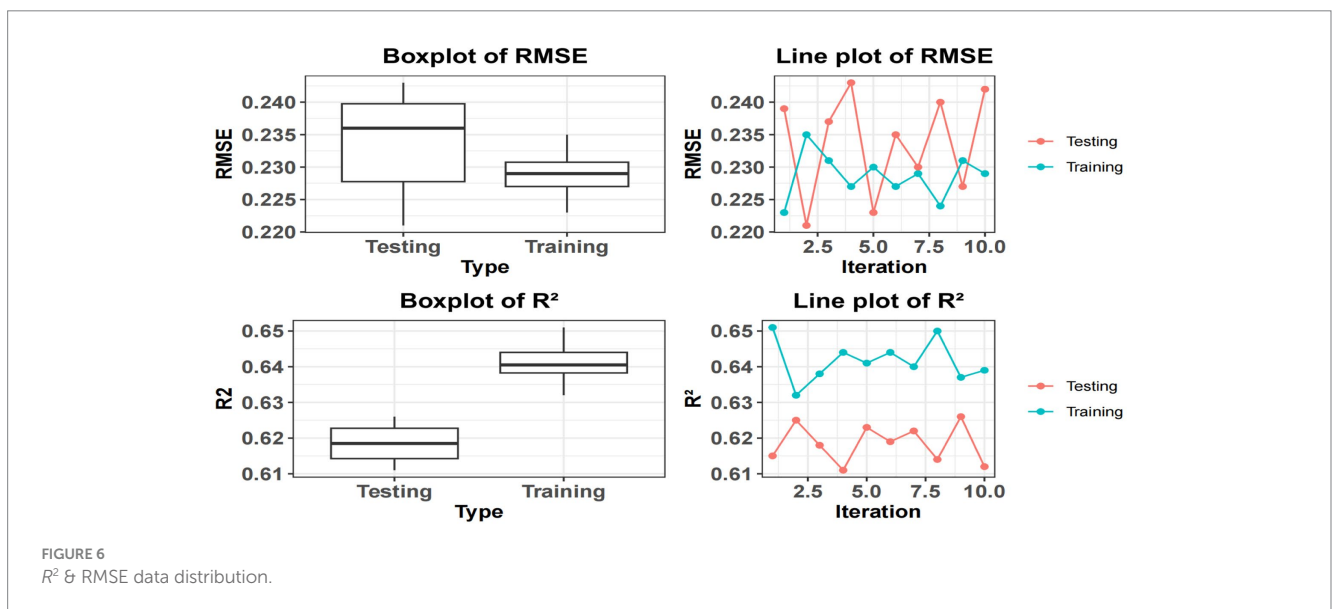 Boxplot of RMSE
RMSE
0.240
0.235
0.230
0.225
0.220
Testing Training
Type
Line plot of RMSE
RMSE
0.240
0.235
0.230
0.225
0.220
2.5 5.0 7.5 10.0
Iteration
Testing
Training
Boxplot of R²
R2
0.65
0.64
0.63
0.62
0.61
Testing Training
Type
Line plot of R²
R²
0.65
0.64
0.63
0.62
0.61
2.5 5.0 7.5 10.0
Iteration
Testing
Training
FIGURE 6
R² & RMSE data distribution.